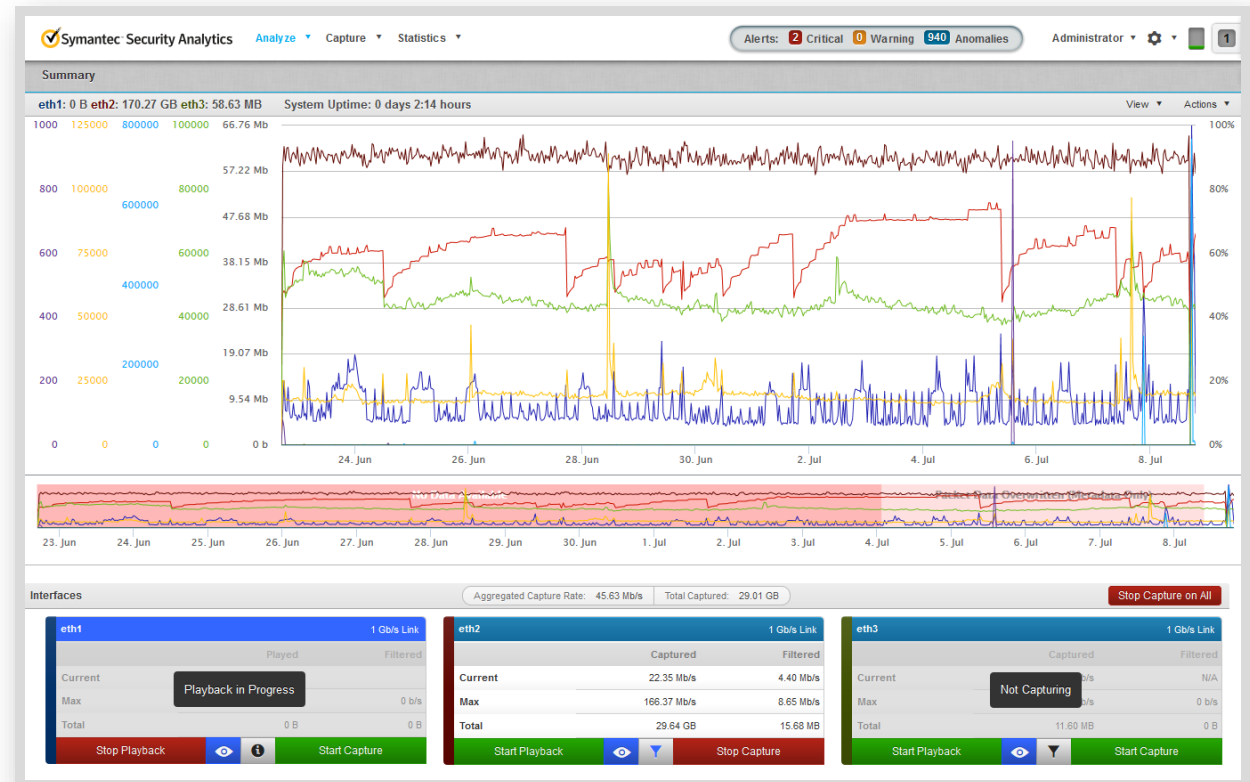 Symantec™ Security Analytics Analyze ▼ Capture ▼ Statistics ▼ Alerts: 2 Critical 0 Warning 940 Anomalies Administrator ▼ 1
Summary
eth1: 0 B eth2: 170.27 GB eth3: 58.63 MB System Uptime: 0 days 2:14 hours View ▼ Actions ▼
1000 125000 800000 100000 66.76 Mb 100%
57.22 Mb
800 100000 80000 80%
600000
47.68 Mb
600 75000 60000 60%
38.15 Mb
400000
28.61 Mb
400 50000 40000 40%
19.07 Mb
200000
200 25000 20000 20%
9.54 Mb
0 0 0 0 0 b 0%
24. Jun 26. Jun 28. Jun 30. Jun 2. Jul 4. Jul 6. Jul 8. Jul
No Data Available Packet Data Overwritten (Metadata Only)
23. Jun 24. Jun 25. Jun 26. Jun 27. Jun 28. Jun 29. Jun 30. Jun 1. Jul 2. Jul 3. Jul 4. Jul 5. Jul 6. Jul 7. Jul 8. Jul
Interfaces Aggregated Capture Rate: 45.63 Mb/s Total Captured: 29.01 GB Stop Capture on All
eth1 1 Gb/s Link
Played Filtered
Current
Playback in Progress
Max 0 b/s
Total 0 B 0 B
Stop Playback Start Capture
eth2 1 Gb/s Link
Captured Filtered
Current 22.35 Mb/s 4.40 Mb/s
Max 166.37 Mb/s 8.65 Mb/s
Total 29.64 GB 15.68 MB
Start Playback Stop Capture
eth3 1 Gb/s Link
Captured Filtered
Current b/s N/A
Not Capturing
Max b/s 0 b/s
Total 11.60 MB 0 B
Start Playback Start Capture